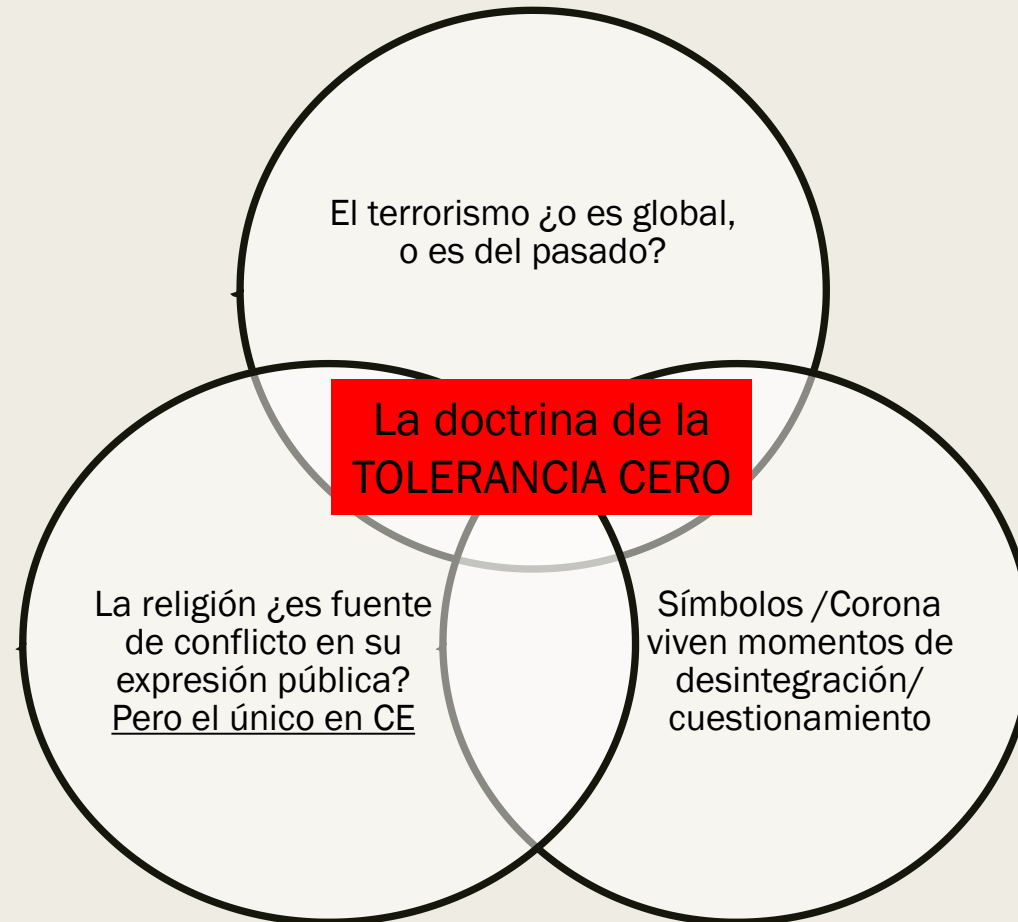 El terrorismo ¿o es global,
o es del pasado?
La doctrina de la
TOLERANCIA CERO
La religión ¿es fuente
de conflicto en su
expresión pública?
Pero el único en CE
Símbolos /Corona
viven momentos de
desintegración/
cuestionamiento